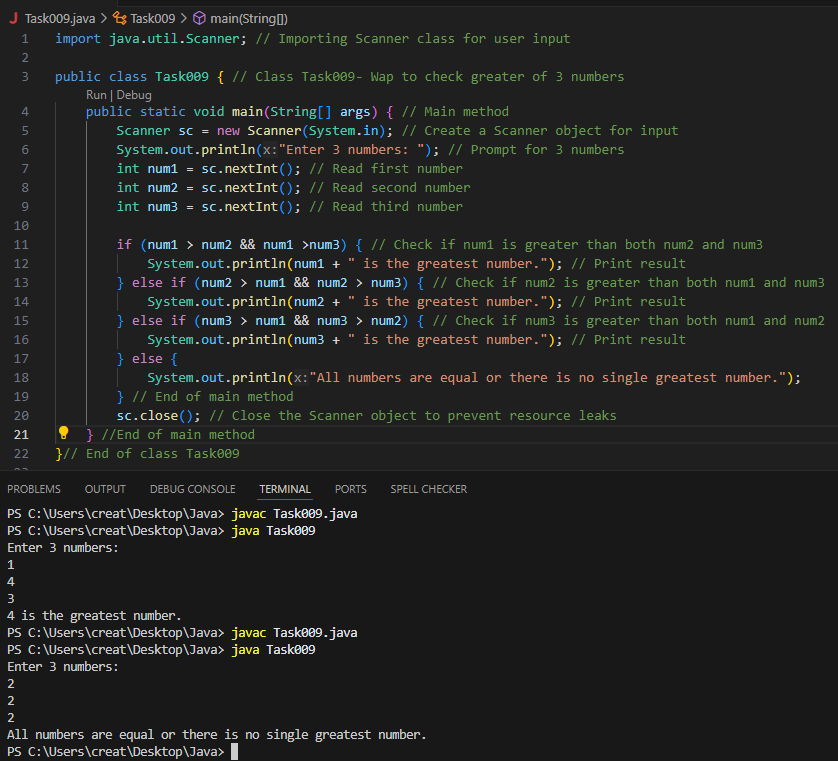 Task009.java > Task009 > main(String[])
1 import java.util.Scanner; // Importing Scanner class for user input
2
3 public class Task009 { // Class Task009- Wap to check greater of 3 numbers
Run | Debug
4 public static void main(String[] args) { // Main method
5 Scanner sc = new Scanner(System.in); // Create a Scanner object for input
6 System.out.println(x:"Enter 3 numbers: "); // Prompt for 3 numbers
7 int num1 = sc.nextInt(); // Read first number
8 int num2 = sc.nextInt(); // Read second number
9 int num3 = sc.nextInt(); // Read third number
10
11 if (num1 > num2 && num1 >num3) { // Check if num1 is greater than both num2 and num3
12 System.out.println(num1 + " is the greatest number."); // Print result
13 } else if (num2 > num1 && num2 > num3) { // Check if num2 is greater than both num1 and num3
14 System.out.println(num2 + " is the greatest number."); // Print result
15 } else if (num3 > num1 && num3 > num2) { // Check if num3 is greater than both num1 and num2
16 System.out.println(num3 + " is the greatest number."); // Print result
17 } else {
18 System.out.println(x:"All numbers are equal or there is no single greatest number.");
19 } // End of main method
20 sc.close(); // Close the Scanner object to prevent resource leaks
21 } //End of main method
22 }// End of class Task009
PROBLEMS OUTPUT DEBUG CONSOLE TERMINAL PORTS SPELL CHECKER
PS C:\Users\creat\Desktop\Java> javac Task009.java
PS C:\Users\creat\Desktop\Java> java Task009
Enter 3 numbers:
1
4
3
4 is the greatest number.
PS C:\Users\creat\Desktop\Java> javac Task009.java
PS C:\Users\creat\Desktop\Java> java Task009
Enter 3 numbers:
2
2
2
All numbers are equal or there is no single greatest number.
PS C:\Users\creat\Desktop\Java>